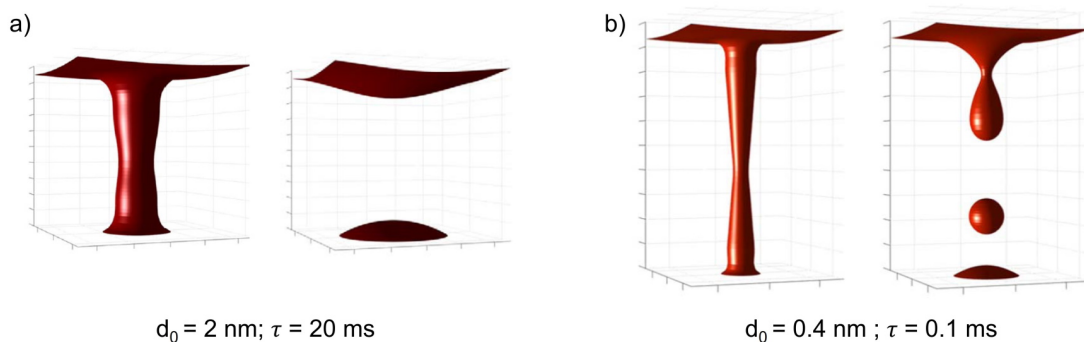 a)
b)
d₀ = 2 nm; τ = 20 ms
d₀ = 0.4 nm ; τ = 0.1 ms